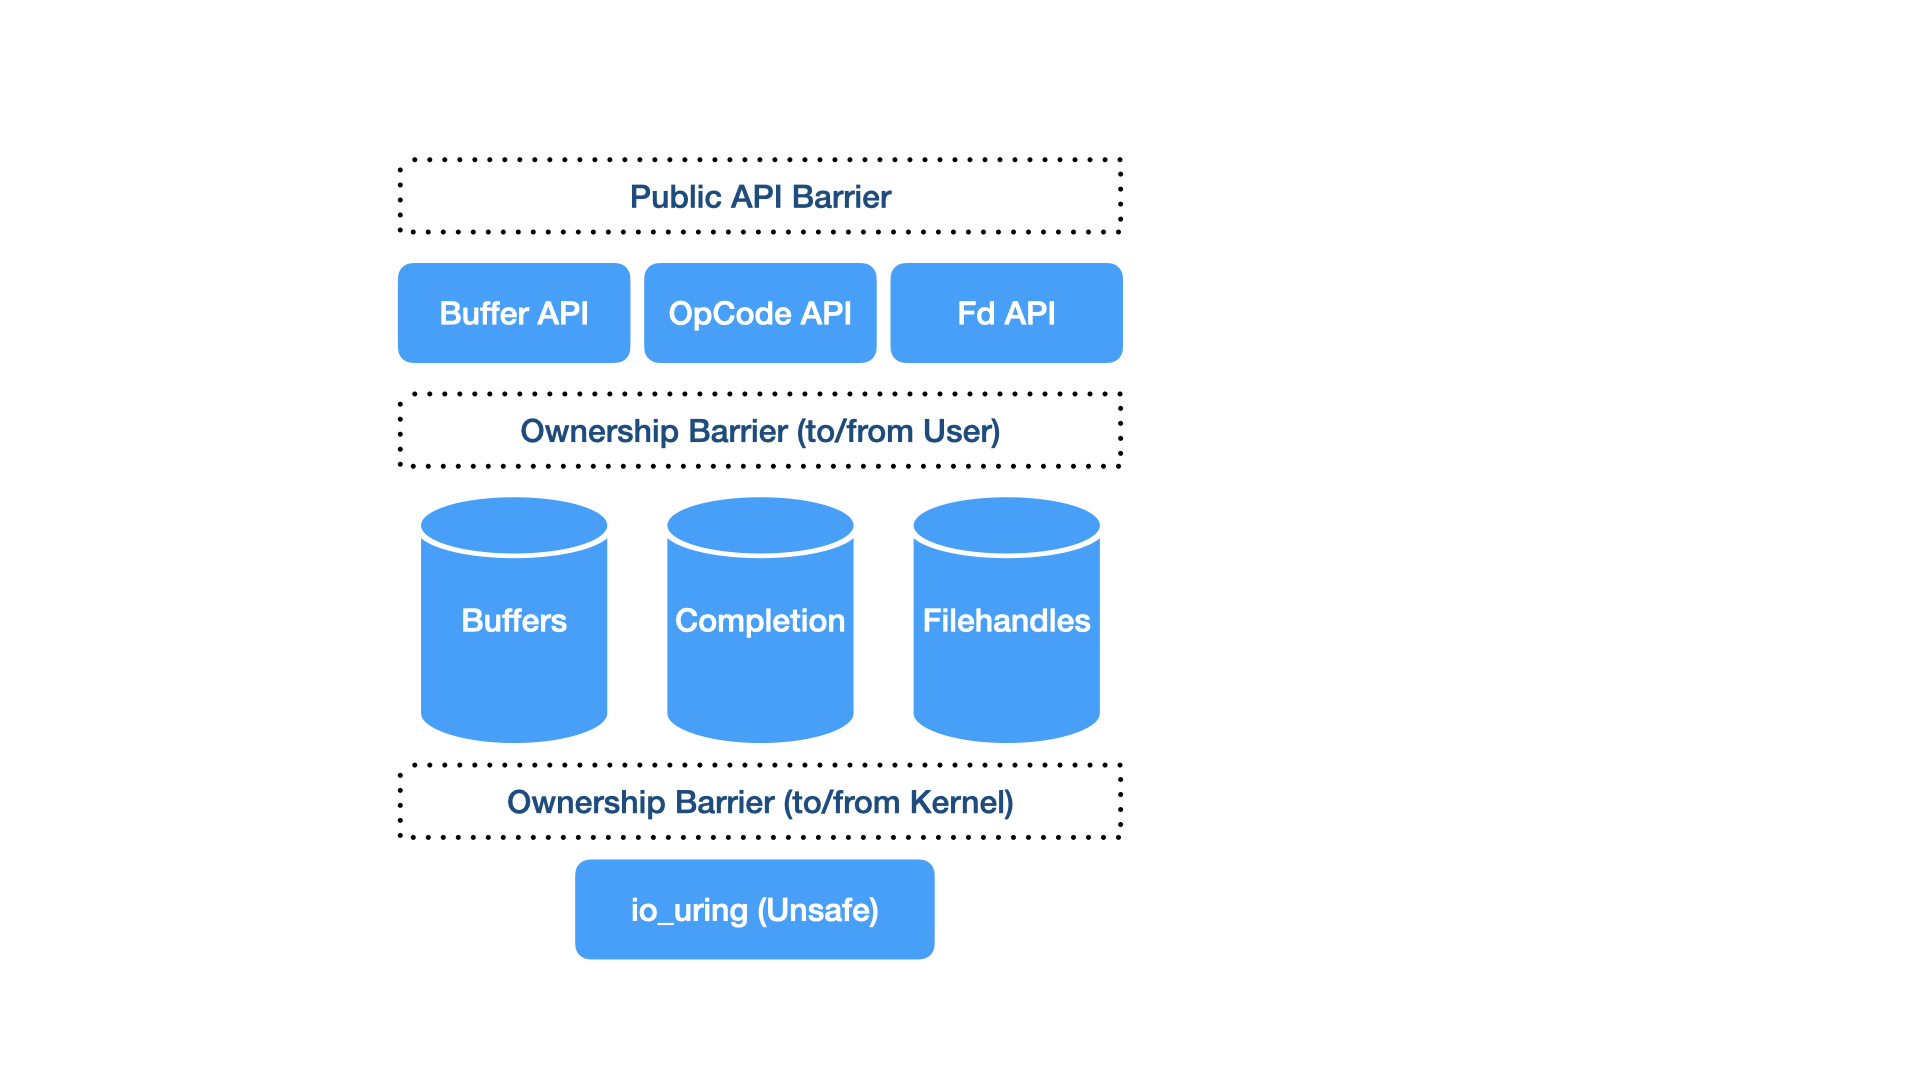 Public API Barrier
Buffer API
OpCode API
Fd API
Ownership Barrier (to/from User)
Buffers
Completion
Filehandles
Ownership Barrier (to/from Kernel)
io_uring (Unsafe)